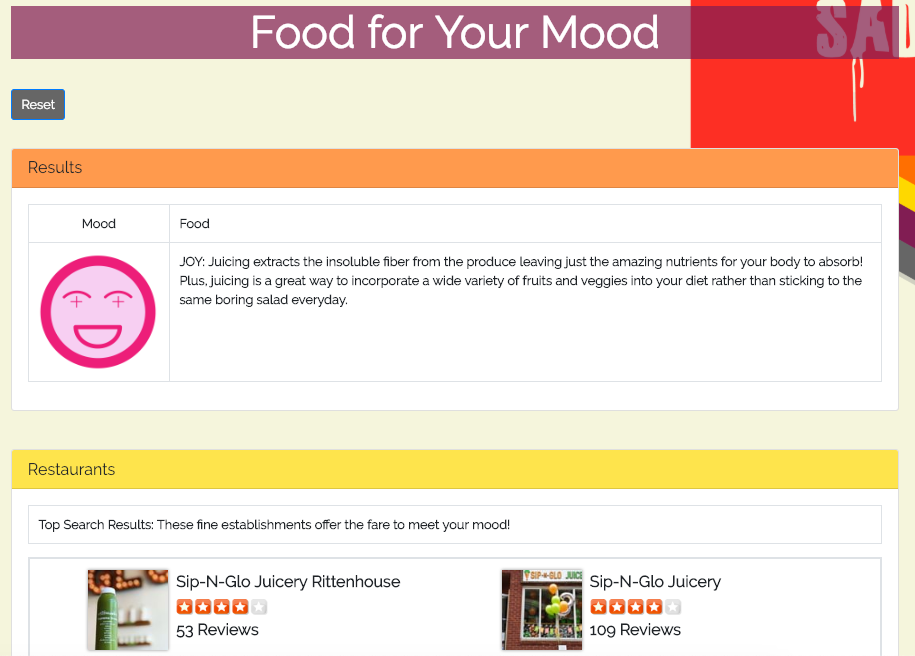 Food for Your Mood
SAL
Reset
Results
Mood
Food
JOY: Juicing extracts the insoluble fiber from the produce leaving just the amazing nutrients for your body to absorb!
Plus, juicing is a great way to incorporate a wide variety of fruits and veggies into your diet rather than sticking to the
same boring salad everyday.
Restaurants
Top Search Results: These fine establishments offer the fare to meet your mood!
Sip-N-Glo Juicery Rittenhouse
53 Reviews
SIP-N-GLO JUICE
Sip-N-Glo Juicery
109 Reviews